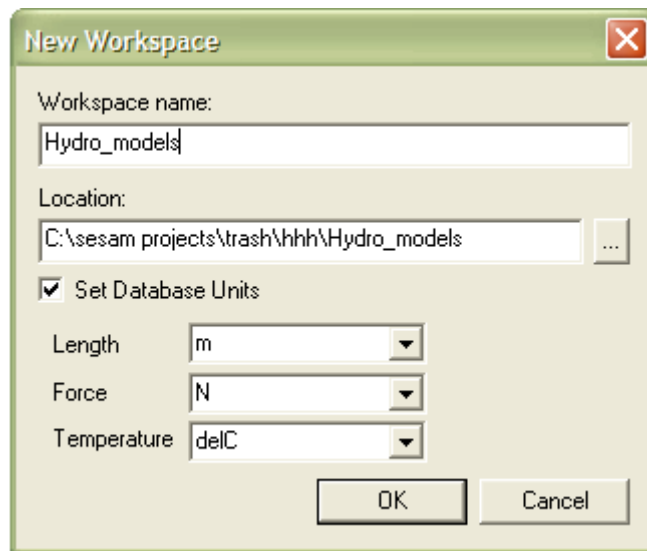 New Workspace
Workspace name:
Hydro_models
Location:
C:\sesam projects\trash\hhh\Hydro_models
...
Set Database Units
Length m
Force N
Temperature delC
OK Cancel